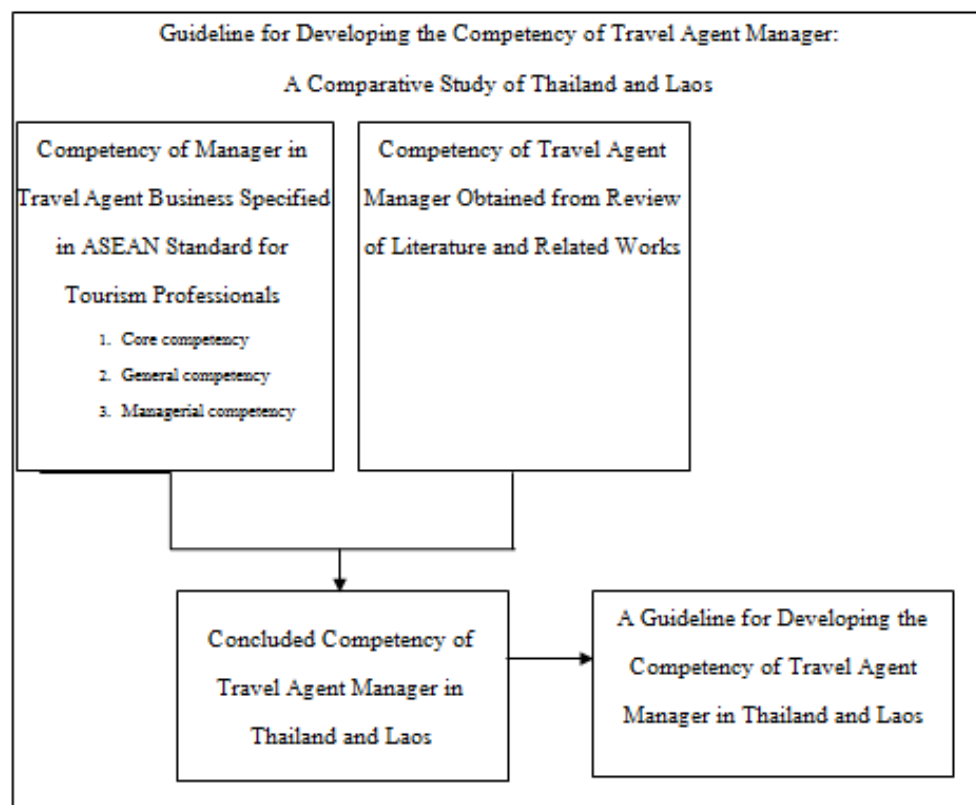 Guideline for Developing the Competency of Travel Agent Manager:
A Comparative Study of Thailand and Laos
Competency of Manager in
Travel Agent Business Specified
in ASEAN Standard for
Tourism Professionals
1. Core competency
2. General competency
3. Managerial competency
Competency of Travel Agent
Manager Obtained from Review
of Literature and Related Works
Concluded Competency of
Travel Agent Manager in
Thailand and Laos
A Guideline for Developing the
Competency of Travel Agent
Manager in Thailand and Laos